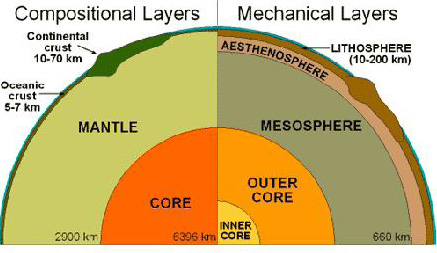 Compositional Layers
Mechanical Layers
Continental
crust
10-70 km
Oceanic
crust
5-7 km
MANTLE
CORE
2900 km
6396 km
LITHOSPHERE
(10-200 km)
AESTHENOSPHERE
MESOSPHERE
OUTER
CORE
INNER
CORE
660 km